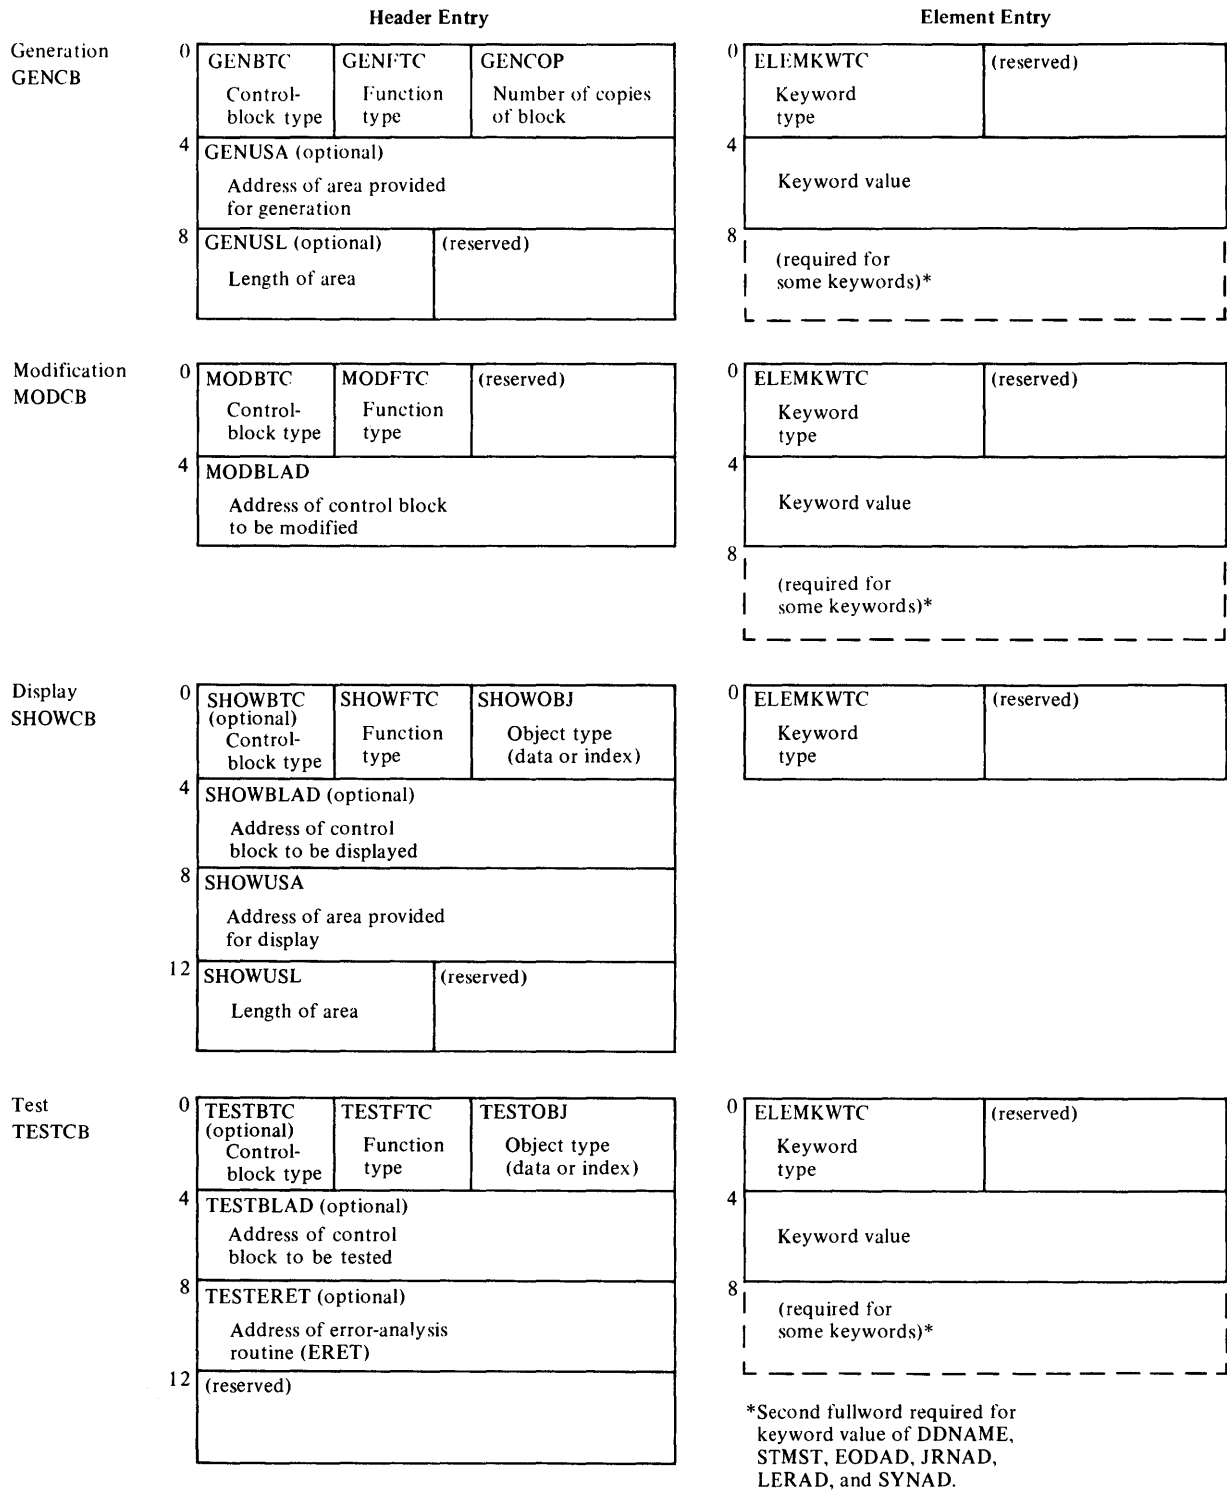 Header Entry
Element Entry
Generation
GENCB
0
GENBTC
Control-
block type
GENFTC
Function
type
GENCOP
Number of copies
of block
4
GENUSA (optional)
Address of area provided
for generation
8
GENUSL (optional)
Length of area
(reserved)
0
ELEMKWTC
Keyword
type
(reserved)
4
Keyword value
8
(required for
some keywords)*
Modification
MODCB
0
MODBTC
Control-
block type
MODFTC
Function
type
(reserved)
4
MODBLAD
Address of control block
to be modified
0
ELEMKWTC
Keyword
type
(reserved)
4
Keyword value
8
(required for
some keywords)*
Display
SHOWCB
0
SHOWBTC
(optional)
Control-
block type
SHOWFTC
Function
type
SHOWOBJ
Object type
(data or index)
4
SHOWBLAD (optional)
Address of control
block to be displayed
8
SHOWUSA
Address of area provided
for display
12
SHOWUSL
Length of area
(reserved)
0
ELEMKWTC
Keyword
type
(reserved)
Test
TESTCB
0
TESTBTC
(optional)
Control-
block type
TESTFTC
Function
type
TESTOBJ
Object type
(data or index)
4
TESTBLAD (optional)
Address of control
block to be tested
8
TESTERET (optional)
Address of error-analysis
routine (ERET)
12
(reserved)
0
ELEMKWTC
Keyword
type
(reserved)
4
Keyword value
8
(required for
some keywords)*
*Second fullword required for
keyword value of DDNAME,
STMST, EODAD, JRNAD,
LERAD, and SYNAD.